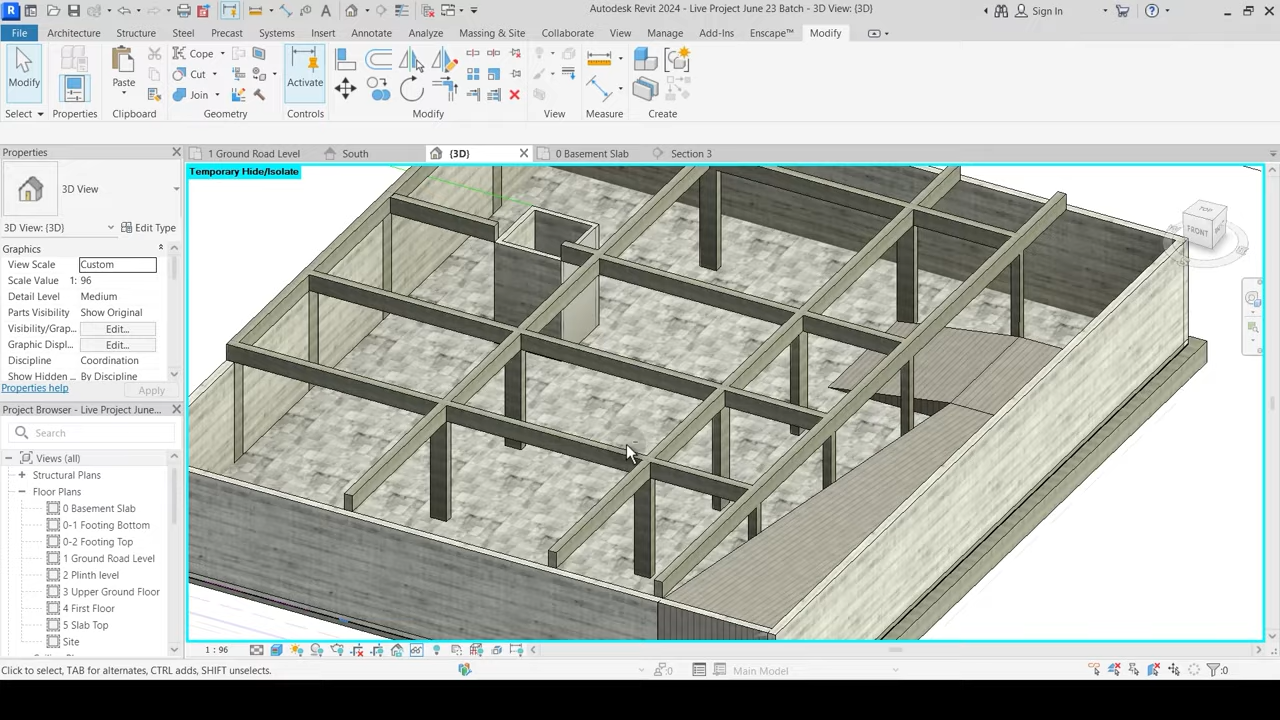 Autodesk Revit 2024 - Live Project June 23 Batch - 3D View: {3D}
Sign In
File Architecture Structure Steel Precast Systems Insert Annotate Analyze Massing & Site Collaborate View Manage Add-Ins Enscape™ Modify
Modify
Paste
Cope
Cut
Join
Activate
Select Properties Clipboard Geometry Controls Modify View Measure Create
Properties
1 Ground Road Level
South
{3D}
0 Basement Slab
Section 3
Temporary Hide/Isolate
3D View
3D View: {3D}
Edit Type
Graphics
View Scale Custom
Scale Value 1: 96
Detail Level Medium
Parts Visibility Show Original
Visibility/Grap... Edit...
Graphic Displ... Edit...
Discipline Coordination
Show Hidden By Discipline
Properties help
Apply
Project Browser - Live Project June...
Search
Views (all)
Structural Plans
Floor Plans
0 Basement Slab
0-1 Footing Bottom
0-2 Footing Top
1 Ground Road Level
2 Plinth level
3 Upper Ground Floor
4 First Floor
5 Slab Top
Site
TOP
FRONT
1 : 96
Click to select, TAB for alternates, CTRL adds, SHIFT unselects.
:0
Main Model
:0